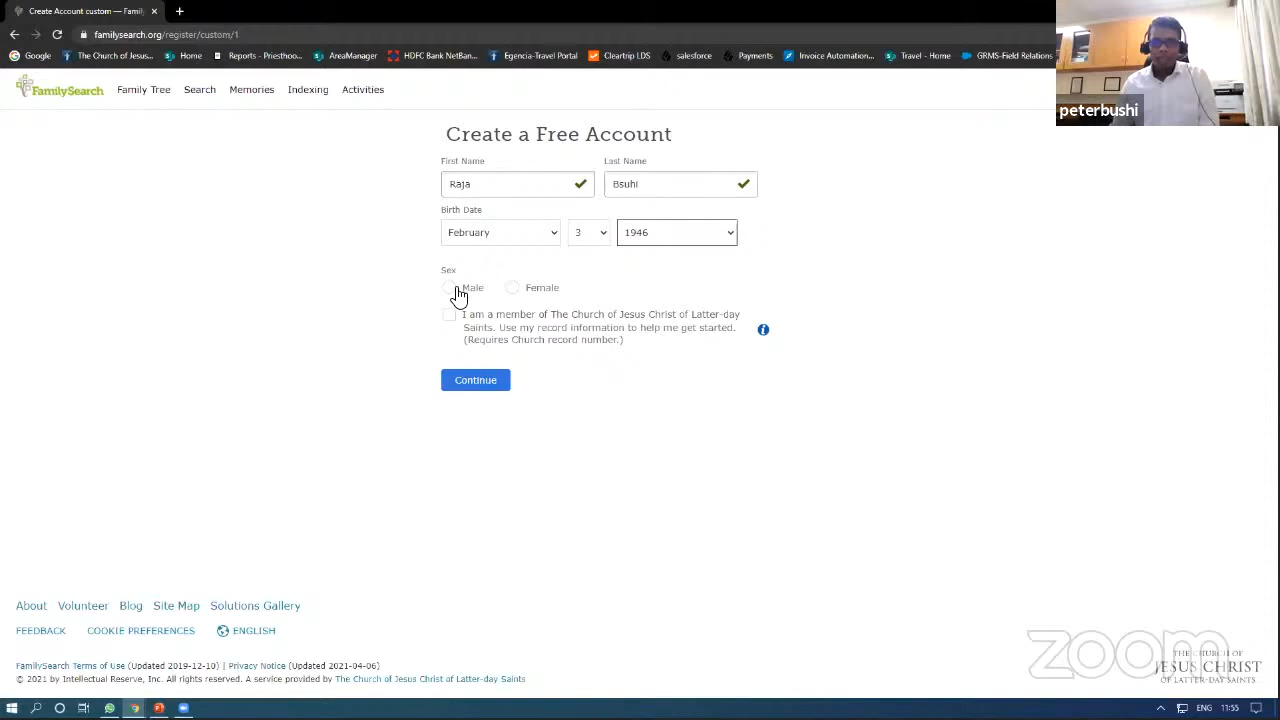 Create Account custom — Famil
familysearch.org/register/custom/1
Google
The Church of Jesus...
Home
Reports - Priesthoo...
AreaManager
HDFC Bank NetBan...
Egencia-Travel Portal
Cleartrip LDS
salesforce
Payments
Invoice Automation...
Travel - Home
GRMS-Field Relations
peterbushi
FamilySearch
Family Tree
Search
Memories
Indexing
Activities
Create a Free Account
First Name
Last Name
Raja
Bsuhi
Birth Date
February
3
1946
Sex
Male
Female
I am a member of The Church of Jesus Christ of Latter-day
Saints. Use my record information to help me get started.
(Requires Church record number.)
Continue
About
Volunteer
Blog
Site Map
Solutions Gallery
FEEDBACK
COOKIE PREFERENCES
ENGLISH
FamilySearch Terms of Use (Updated 2019-12-10) | Privacy Notice (Updated 2021-04-06)
© 2021 by Intellectual Reserve, Inc. All rights reserved. A service provided by The Church of Jesus Christ of Latter-day Saints
zoom
THE CHURCH OF
JESUS CHRIST
OF LATTER-DAY SAINTS
ENG
11:55